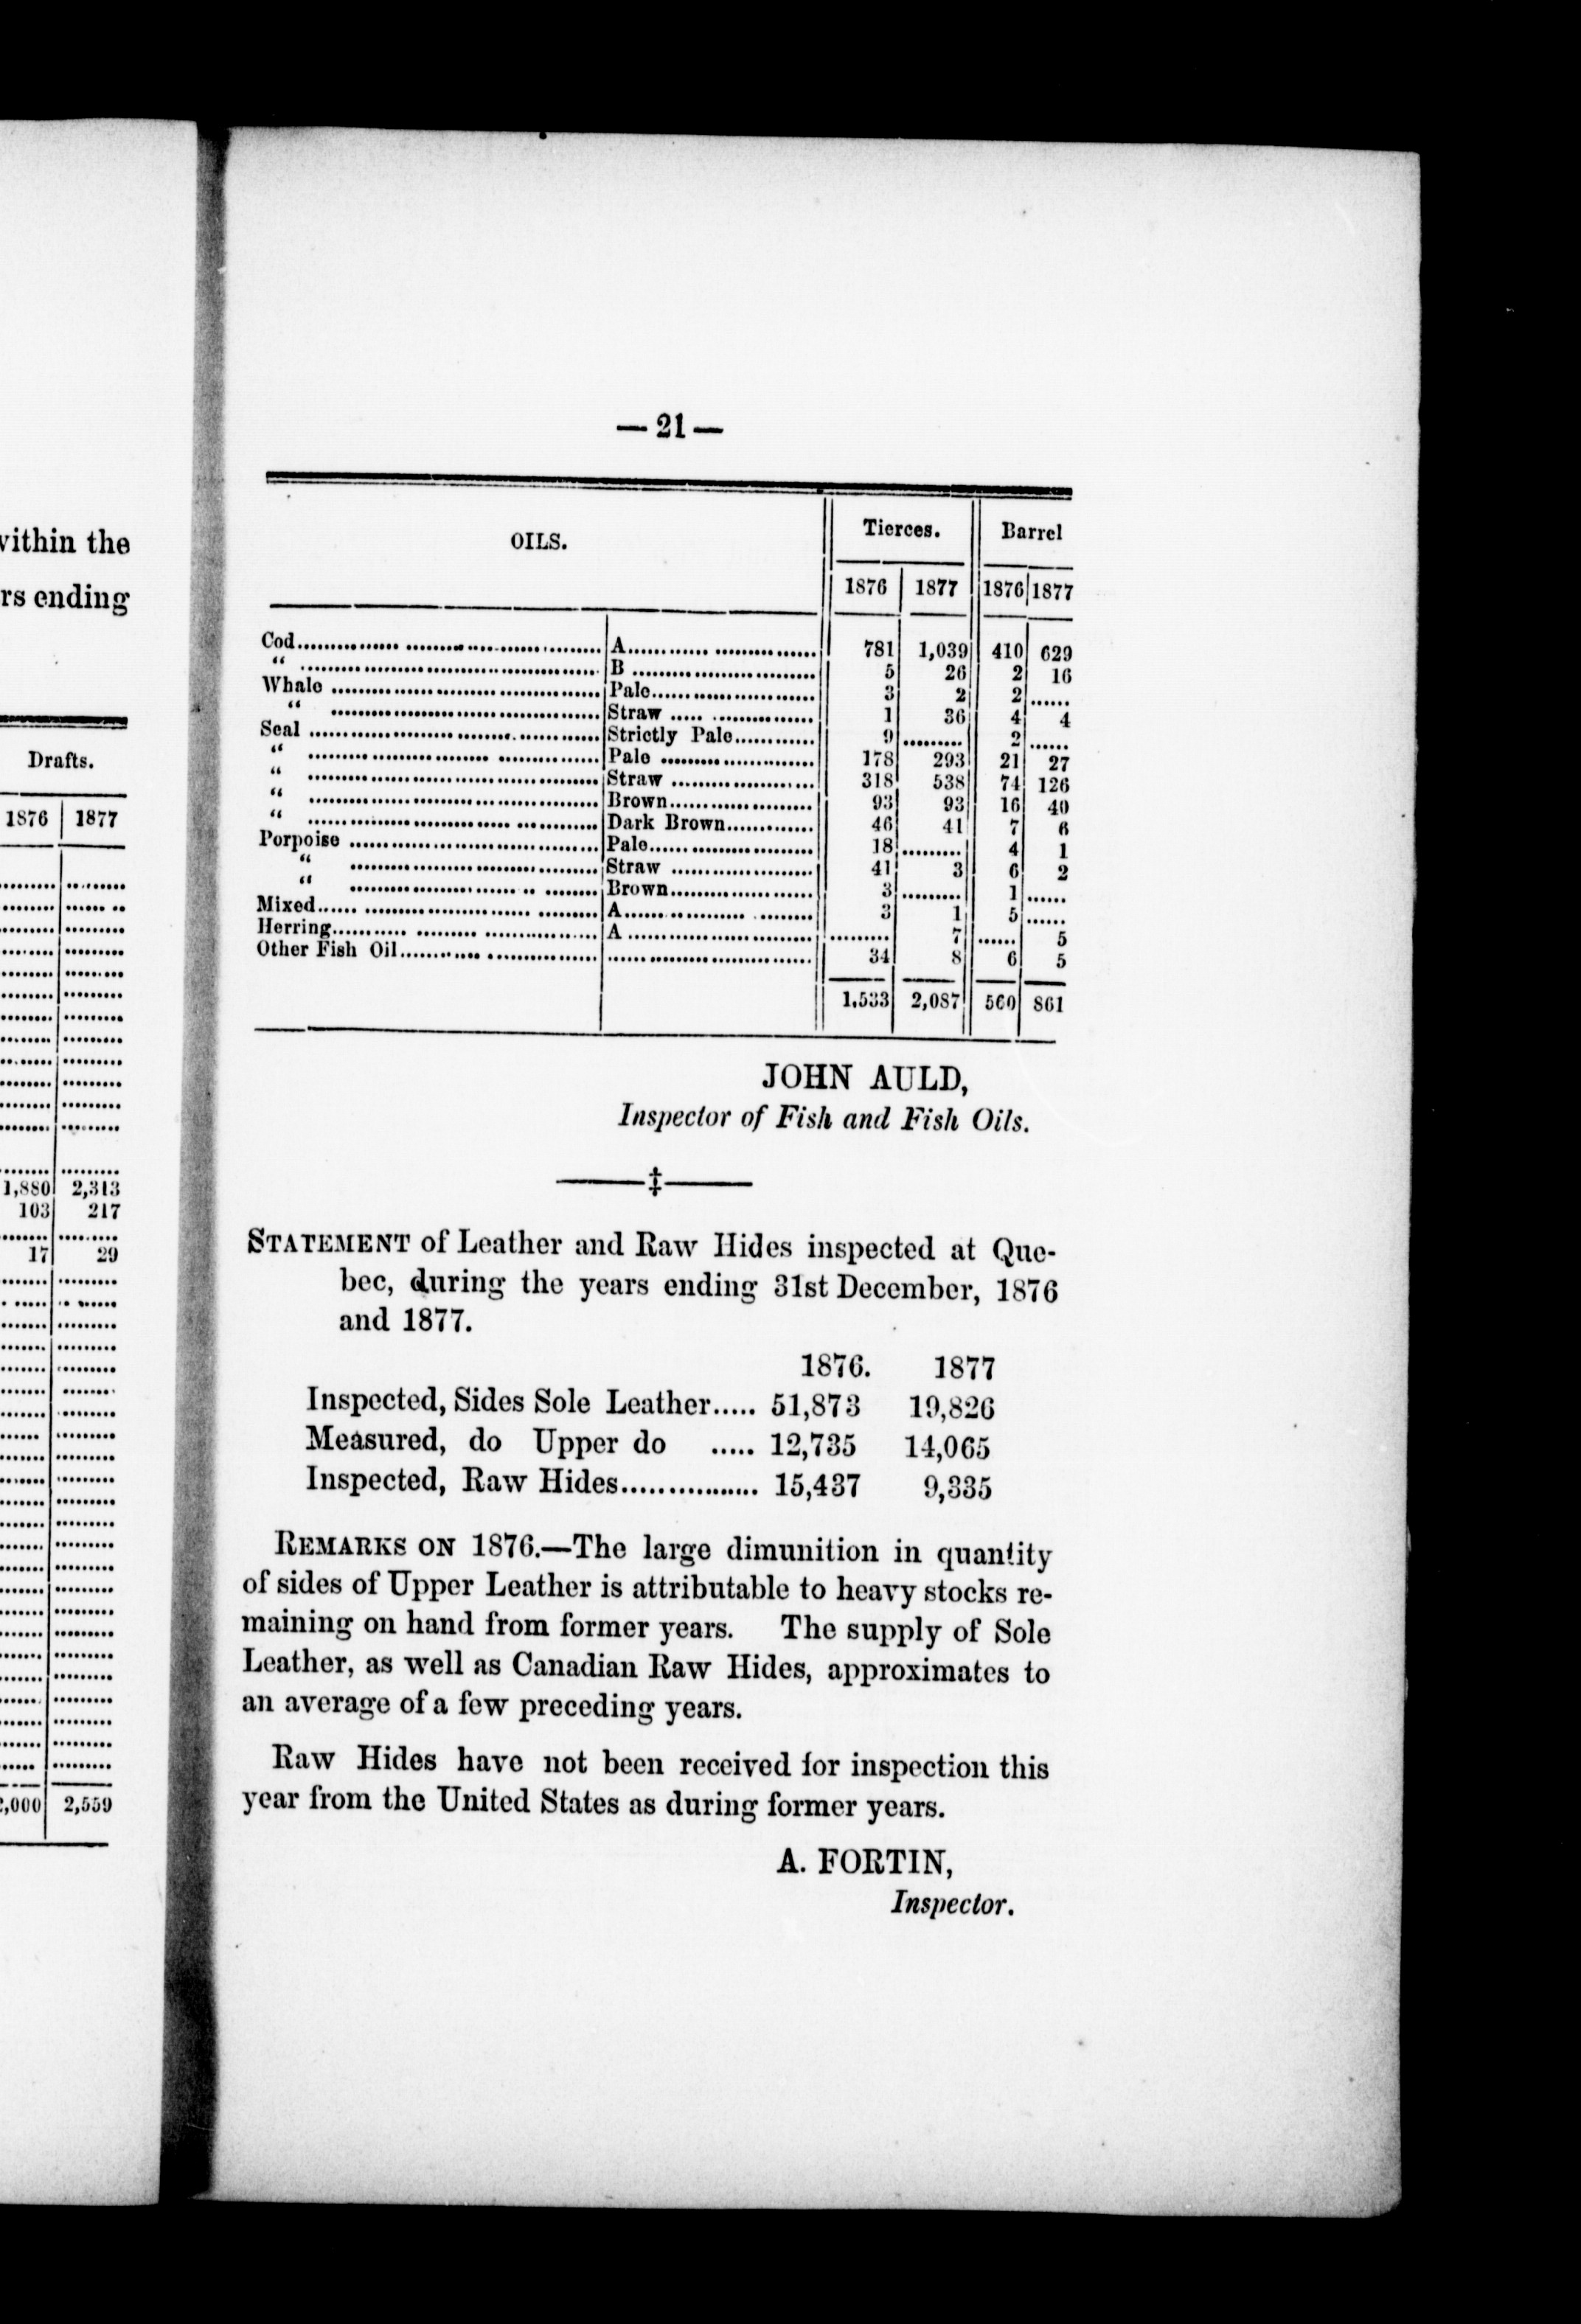 vithin the
rs ending
Drafts.
1876 1877
1,880 2,313
103 217
17 29
,000 2,559
— 21 —
OILS. Tierces. Barrel
1876 1877 1876 1877
Cod.......... A.......... 781 1,039 410 629
" .......... B .......... 5 26 2 16
Whale .......... Pale.......... 3 2 2 ......
" .......... Straw .......... 1 36 4 4
Seal .......... Strictly Pale.......... 9 ......... 2 ......
" .......... Pale .......... 178 293 21 27
" .......... Straw .......... 318 538 74 126
" .......... Brown.......... 93 93 16 40
" .......... Dark Brown.......... 46 41 7 6
Porpoise .......... Pale.......... 18 ......... 4 1
" .......... Straw .......... 41 3 6 2
" .......... Brown.......... 3 ......... 1 ......
Mixed.......... A.......... 3 1 5 ......
Herring.......... A .......... ......... 7 ...... 5
Other Fish Oil.......... .......... 34 8 6 5
1,533 2,087 560 861
JOHN AULD,
Inspector of Fish and Fish Oils.
STATEMENT of Leather and Raw Hides inspected at Que-
bec, during the years ending 31st December, 1876
and 1877.
1876. 1877
Inspected, Sides Sole Leather..... 51,873 19,826
Measured, do Upper do ..... 12,735 14,065
Inspected, Raw Hides............... 15,437 9,335
REMARKS ON 1876.—The large dimunition in quantity
of sides of Upper Leather is attributable to heavy stocks re-
maining on hand from former years. The supply of Sole
Leather, as well as Canadian Raw Hides, approximates to
an average of a few preceding years.
Raw Hides have not been received for inspection this
year from the United States as during former years.
A. FORTIN,
Inspector.